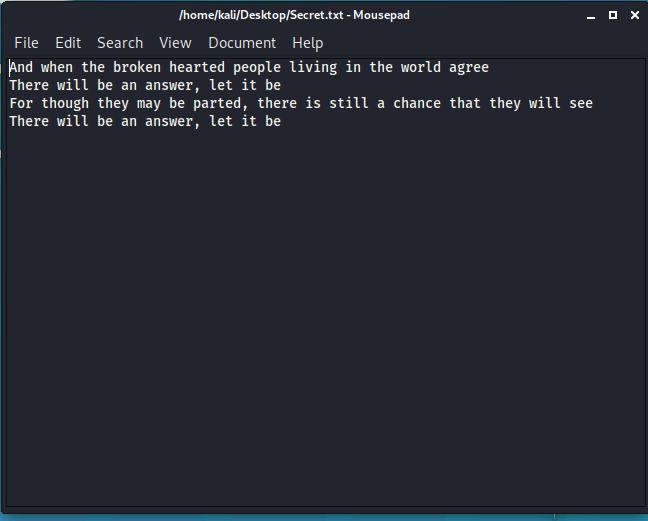 /home/kali/Desktop/Secret.txt - Mousepad
File Edit Search View Document Help
And when the broken hearted people living in the world agree
There will be an answer, let it be
For though they may be parted, there is still a chance that they will see
There will be an answer, let it be